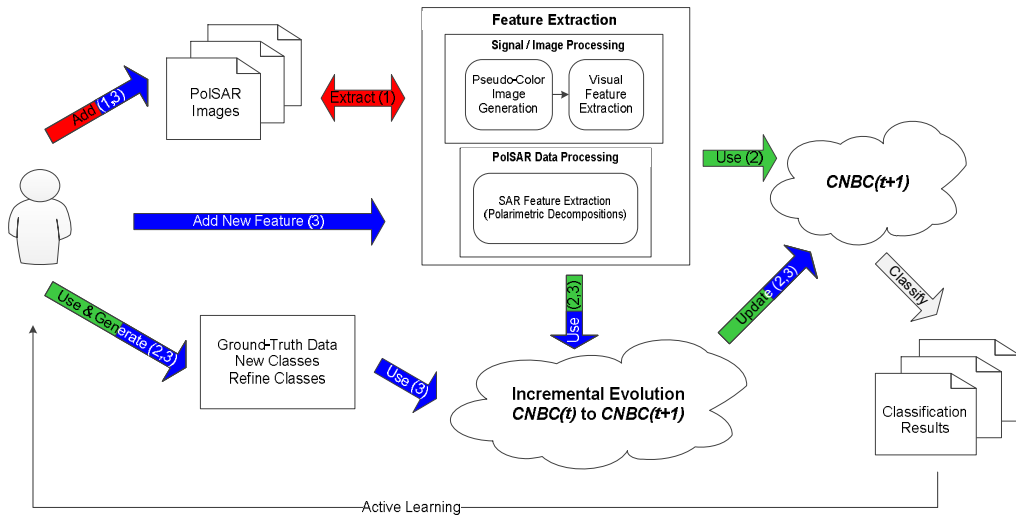 Feature Extraction
Signal / Image Processing
Pseudo-Color
Image
Generation
Visual
Feature
Extraction
PolSAR Data Processing
SAR Feature Extraction
(Polarimetric Decompositions)
PolSAR
Images
Add (1,3)
Extract (1)
Add New Feature (3)
Use (2)
CNBC(t+1)
Use & Generate (2,3)
Ground-Truth Data
New Classes
Refine Classes
Use (3)
Use (2,3)
Incremental Evolution
CNBC(t) to CNBC(t+1)
Update (2,3)
Classify
Classification
Results
Active Learning